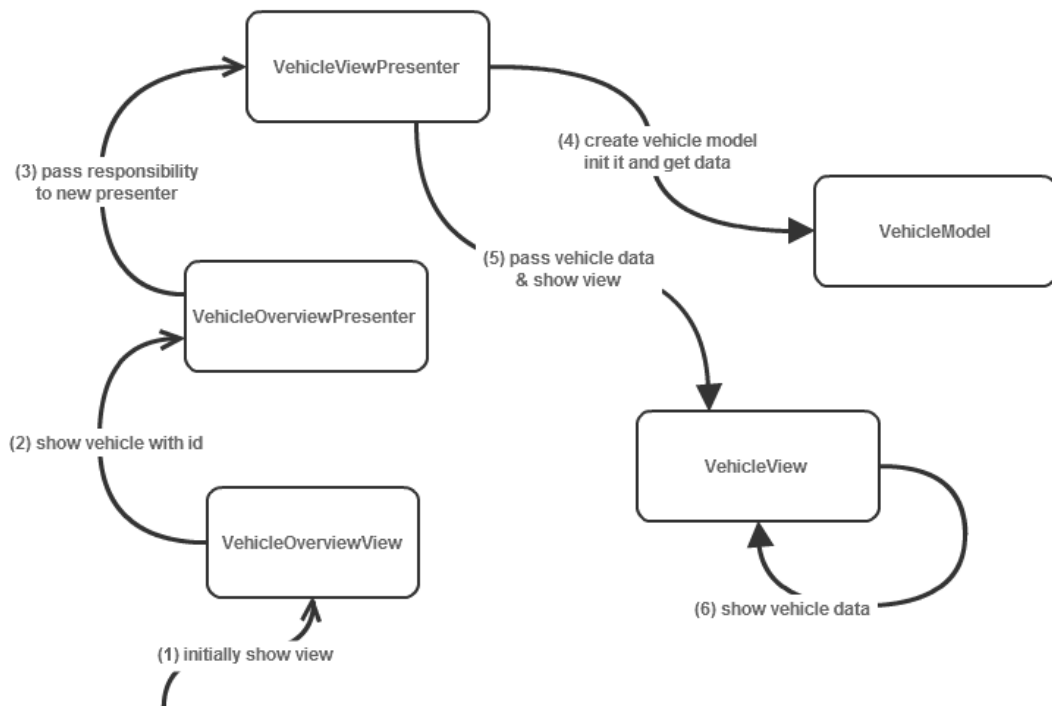 VehicleViewPresenter
(4) create vehicle model
init it and get data
(3) pass responsibility
to new presenter
VehicleModel
(5) pass vehicle data
& show view
VehicleOverviewPresenter
(2) show vehicle with id
VehicleView
VehicleOverviewView
(6) show vehicle data
(1) initially show view